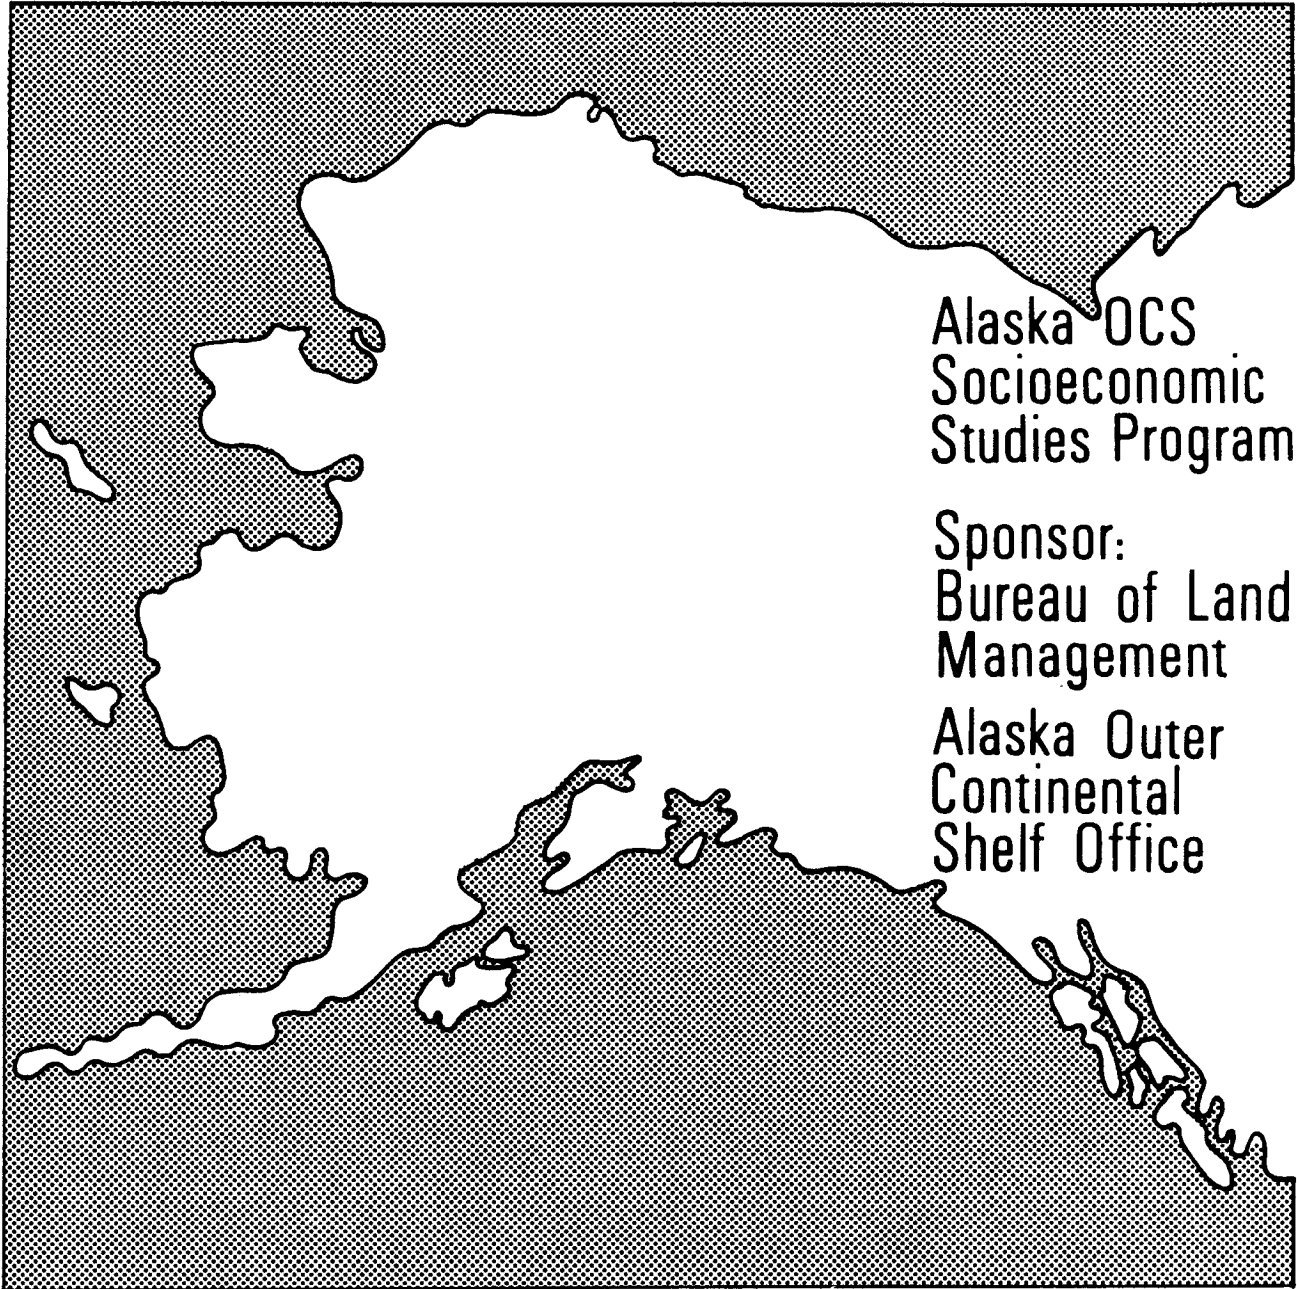 Alaska OCS
Socioeconomic
Studies Program
Sponsor:
Bureau of Land
Management
Alaska Outer
Continental
Shelf Office